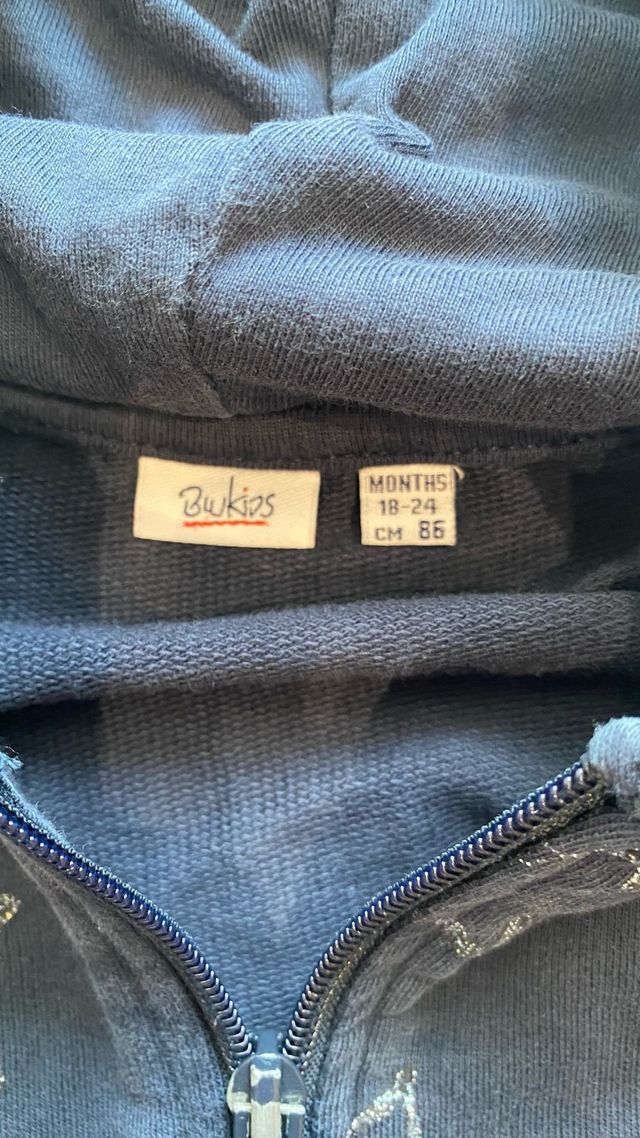 BWKIDS
MONTHS
18-24
CM 86